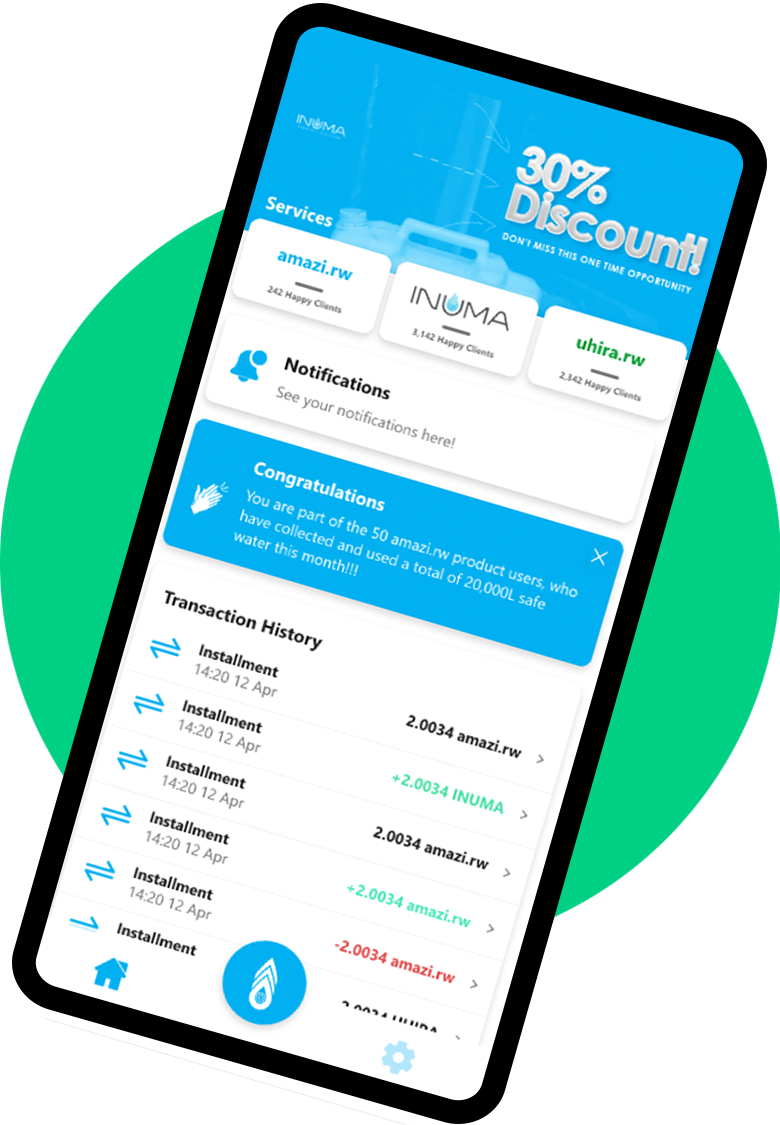 INUMA
30%
Discount!
DON'T MISS THIS ONE TIME OPPORTUNITY
Services
amazi.rw
242 Happy Clients
INUMA
3,142 Happy Clients
uhira.rw
2,342 Happy Clients
Notifications
See your notifications here!
Congratulations
You are part of the 50 amazi.rw product users, who
have collected and used a total of 20,000L safe
water this month!!!
Transaction History
Installment
14:20 12 Apr
2.0034 amazi.rw
Installment
14:20 12 Apr
+2.0034 INUMA
Installment
14:20 12 Apr
2.0034 amazi.rw
Installment
14:20 12 Apr
+2.0034 amazi.rw
Installment
14:20 12 Apr
-2.0034 amazi.rw
Installment